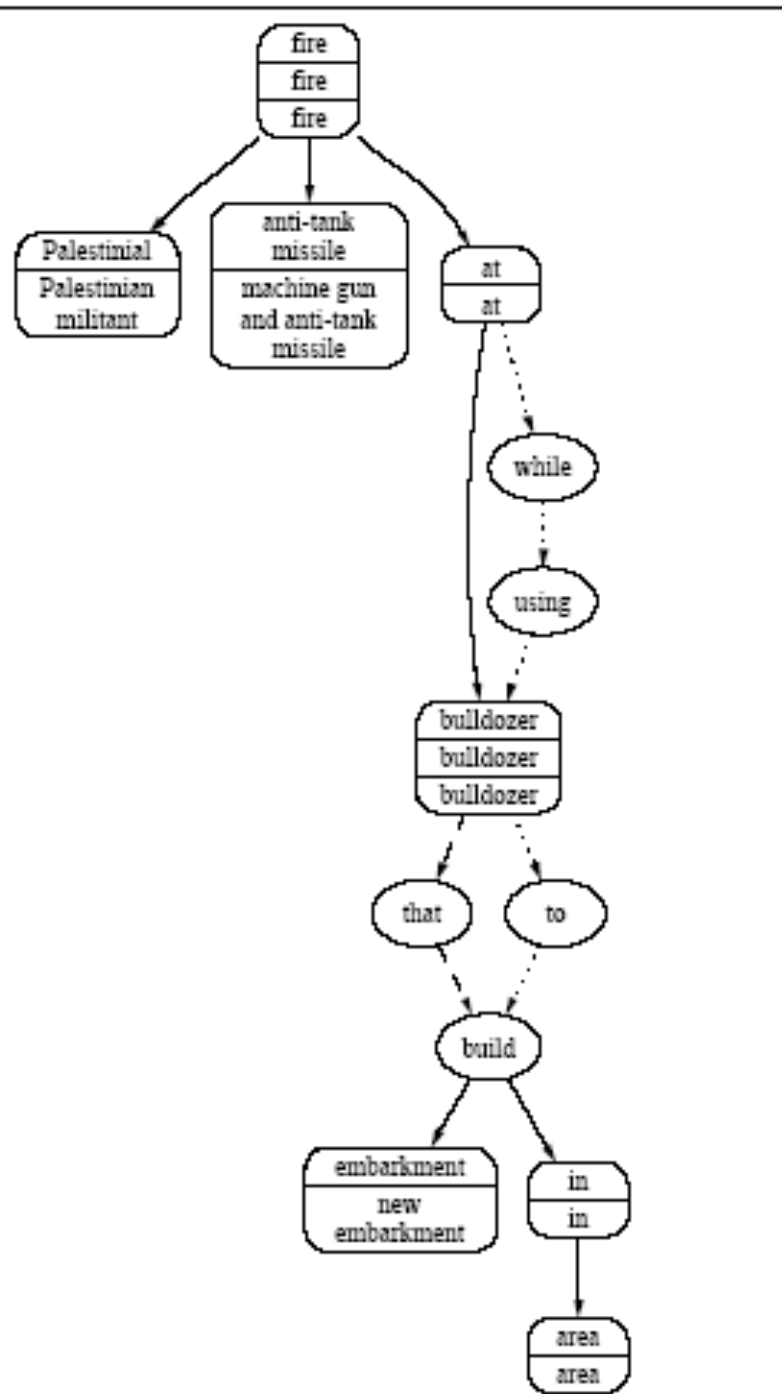 fire
fire
fire
Palestinial
Palestinian
militant
anti-tank
missile
machine gun
and anti-tank
missile
at
at
while
using
bulldozer
bulldozer
bulldozer
that
to
build
embarkment
new
embarkment
in
in
area
area